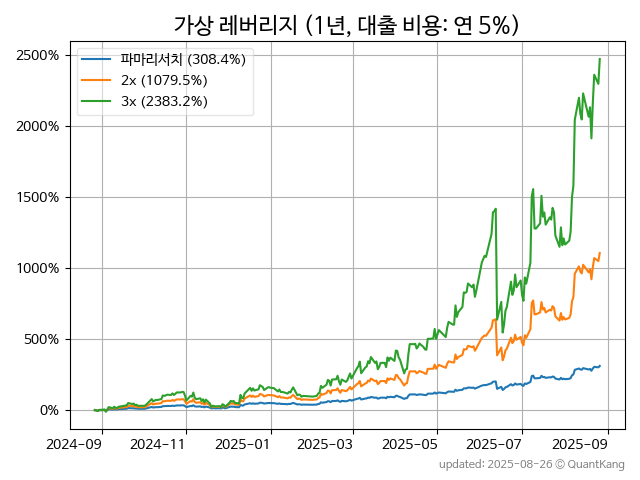 가상 레버리지 (1년, 대출 비용: 연 5%)
2500%
2000%
1500%
1000%
500%
0%
파마리서치 (308.4%)
2x (1079.5%)
3x (2383.2%)
2024-09
2024-11
2025-01
2025-03
2025-05
2025-07
2025-09
updated: 2025-08-26 © QuantKang